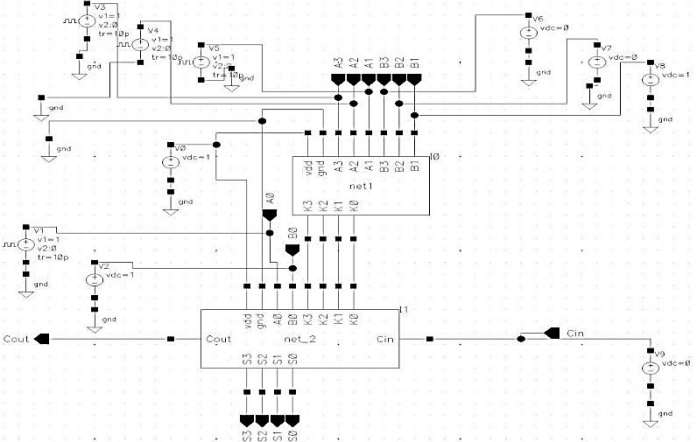 V3
v1=1
v2:0
tr=10p
gnd
V4
v1=1
v2:0
tr=10p
V5
v1=1
gnd
gnd
gnd
V6
vdc=0
gnd
V7
vdc=0
gnd
V8
vdc=1
gnd
A3
A2
A1
B3
B2
B1
V0
vdc=1
gnd
I0
vdd
gnd
A3
A2
A1
B3
B2
B1
net1
K3
K2
K1
K0
A0
B0
V1
v1=1
v2:0
tr=10p
gnd
V2
vdc=1
gnd
I1
vdd
gnd
A0
B0
K3
K2
K1
K0
Cout
Cout
net_2
Cin
Cin
S3
S2
S1
S0
V9
vdc=0
gnd
S3
S2
S1
S0